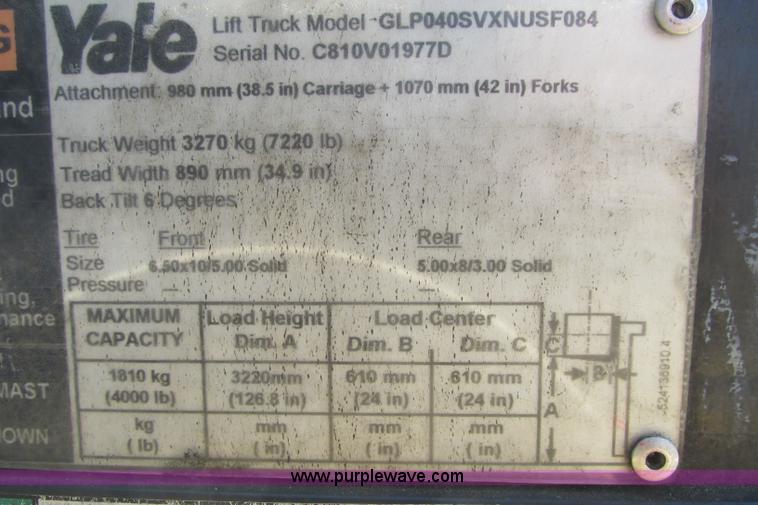 G
Yale
Lift Truck Model GLP040SVXNUSF084
Serial No. C810V01977D
Attachment: 980 mm (38.5 in) Carriage + 1070 mm (42 in) Forks
nd
Truck Weight 3270 kg (7220 lb)
Tread Width 890 mm (34.9 in)
Back Tilt 6 Degrees
ng
d
Tire Front Rear
Size 6.50x10/5.00 Solid 5.00x8/3.00 Solid
Pressure — —
ing,
nance
MAXIMUM CAPACITY Load Height Dim. A Load Center Dim. B Dim. C
1810 kg (4000 lb) 3220mm (126.8 in) 610 mm (24 in) 610 mm (24 in)
kg ( lb) mm ( in) mm ( in) mm ( in)
C
B
A
MAST
OWN
524136910.4
www.purplewave.com